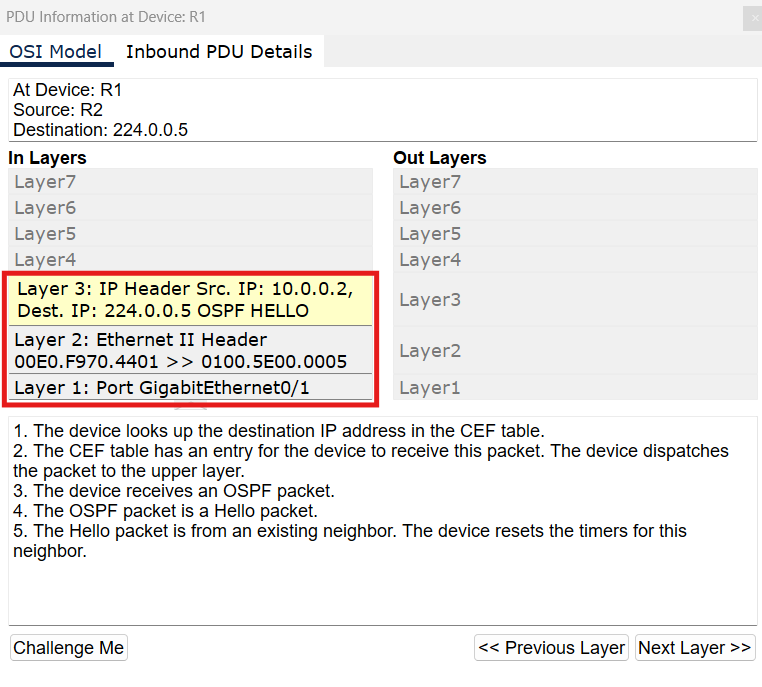 PDU Information at Device: R1
OSI Model
Inbound PDU Details
At Device: R1
Source: R2
Destination: 224.0.0.5
In Layers
Layer7
Layer6
Layer5
Layer4
Layer 3: IP Header Src. IP: 10.0.0.2,
Dest. IP: 224.0.0.5 OSPF HELLO
Layer 2: Ethernet II Header
00E0.F970.4401 >> 0100.5E00.0005
Layer 1: Port GigabitEthernet0/1
Out Layers
Layer7
Layer6
Layer5
Layer4
Layer3
Layer2
Layer1
1. The device looks up the destination IP address in the CEF table.
2. The CEF table has an entry for the device to receive this packet. The device dispatches
the packet to the upper layer.
3. The device receives an OSPF packet.
4. The OSPF packet is a Hello packet.
5. The Hello packet is from an existing neighbor. The device resets the timers for this
neighbor.
Challenge Me
<< Previous Layer
Next Layer >>